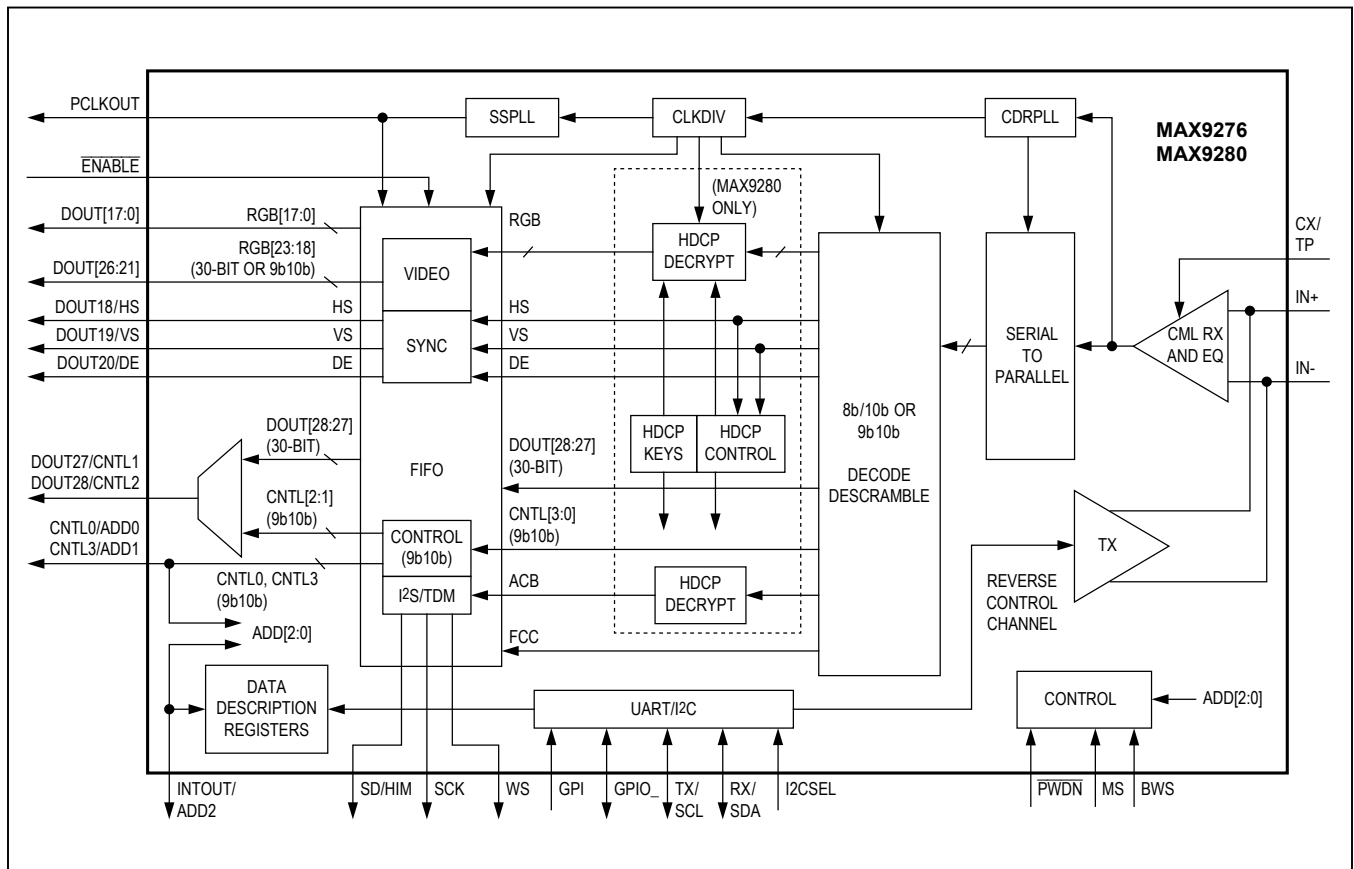 PCLKOUT
SSPLL
CLKDIV
CDRPLL
MAX9276
MAX9280
ENABLE
DOUT[17:0]
RGB[17:0]
RGB
(MAX9280
ONLY)
HDCP
DECRYPT
CX/
TP
RGB[23:18]
(30-BIT OR 9b10b)
DOUT[26:21]
VIDEO
IN+
DOUT18/HS
HS
HS
DOUT19/VS
VS
SYNC
VS
DOUT20/DE
DE
DE
SERIAL
TO
PARALLEL
CML RX
AND EQ
IN-
8b/10b OR
9b10b
DECODE
DESCRAMBLE
DOUT[28:27]
(30-BIT)
FIFO
DOUT[28:27]
(30-BIT)
HDCP
KEYS
HDCP
CONTROL
DOUT27/CNTL1
DOUT28/CNTL2
CNTL[2:1]
(9b10b)
CNTL[3:0]
(9b10b)
CNTL0/ADD0
CNTL3/ADD1
CONTROL
(9b10b)
TX
CNTL0, CNTL3
(9b10b)
I2S/TDM
ACB
HDCP
DECRYPT
REVERSE
CONTROL
CHANNEL
ADD[2:0]
FCC
DATA
DESCRIPTION
REGISTERS
UART/I2C
CONTROL
ADD[2:0]
INTOUT/
ADD2
SD/HIM
SCK
WS
GPI
GPIO_
TX/
SCL
RX/
SDA
I2CSEL
PWDN
MS
BWS